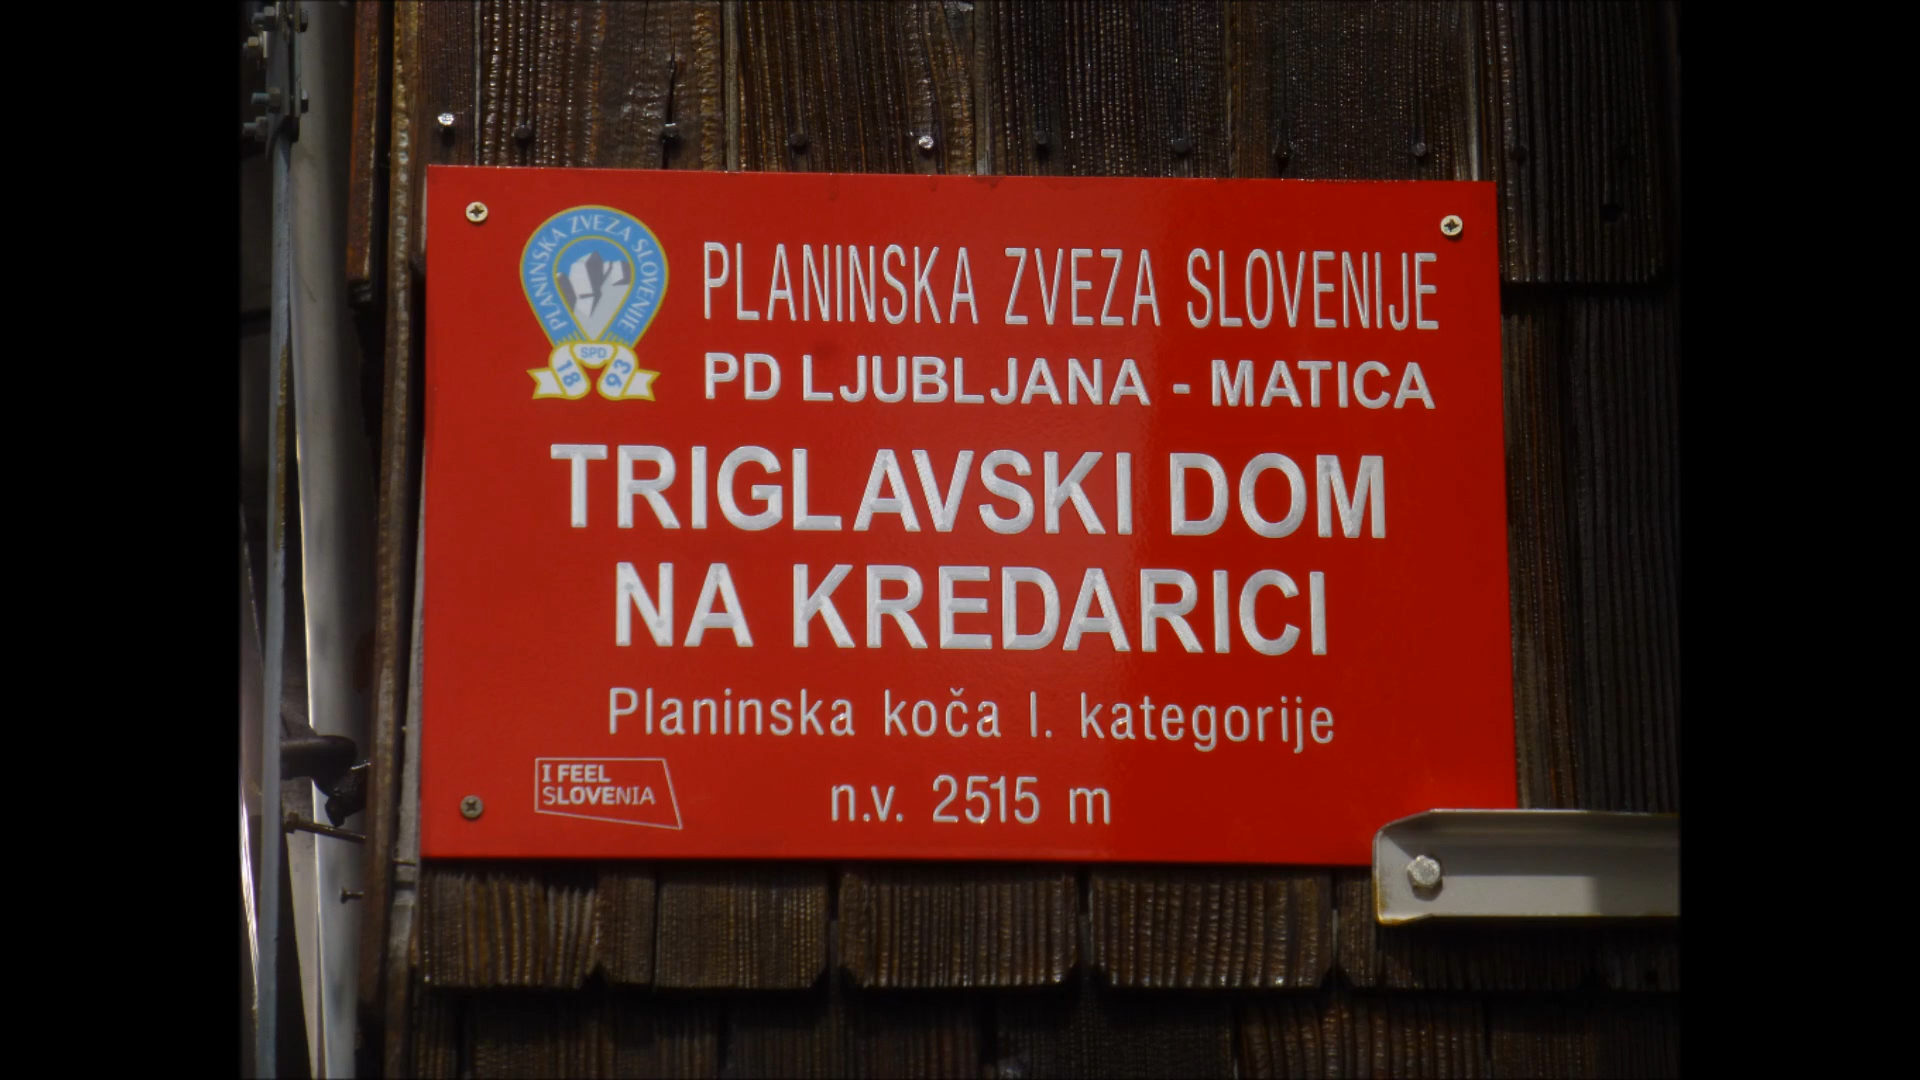 PLANINSKA ZVEZA SLOVENIJE
SPD
18 93
PLANINSKA ZVEZA SLOVENIJE
PD LJUBLJANA - MATICA
TRIGLAVSKI DOM
NA KREDARICI
Planinska koča I. kategorije
n.v. 2515 m
I FEEL
SLOVENIA